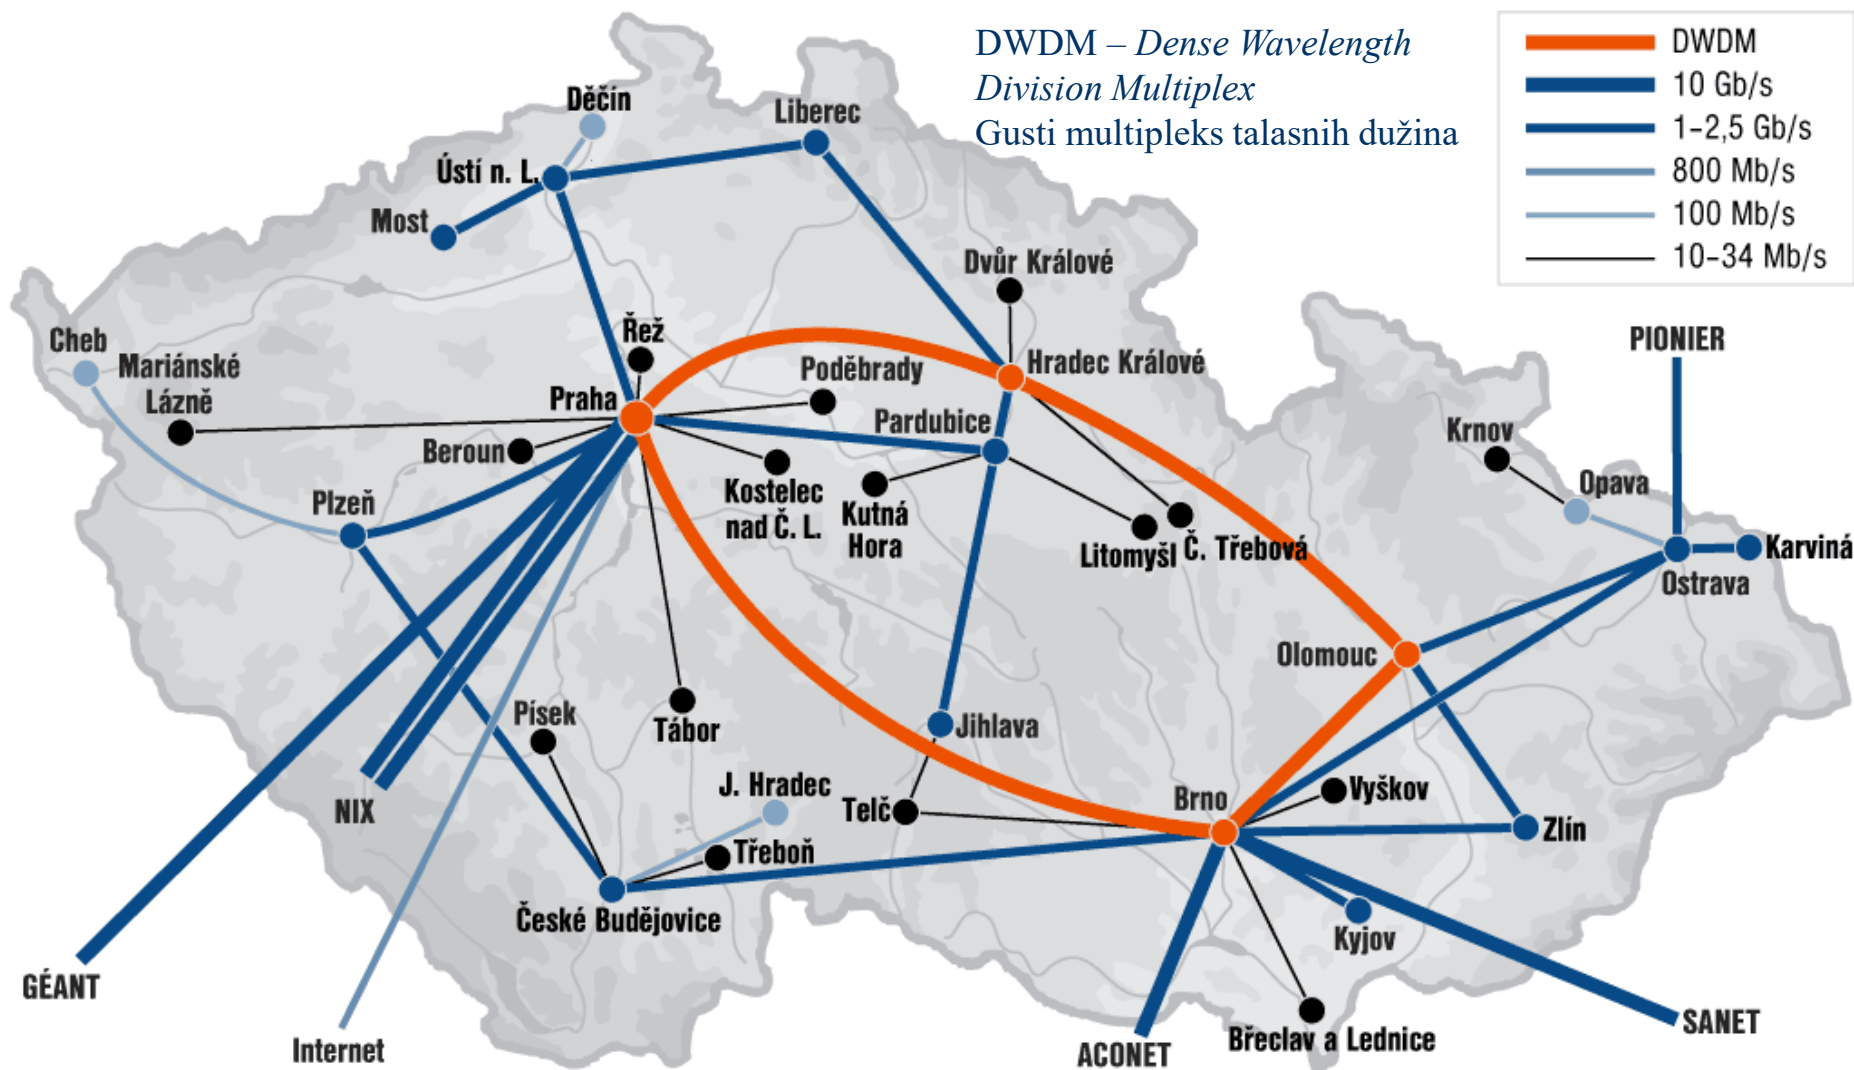 DWDM – Dense Wavelength
Division Multiplex
Gusti multipleks talasnih dužina
DWDM
10 Gb/s
1–2,5 Gb/s
800 Mb/s
100 Mb/s
10–34 Mb/s
Děčín
Liberec
Ústí n. L.
Most
Dvůr Králové
Cheb
Mariánské
Lázně
Řež
PIONIER
Poděbrady
Hradec Králové
Praha
Pardubice
Beroun
Krnov
Plzeň
Kostelec
nad Č. L.
Kutná
Hora
Litomyšl
Č. Třebová
Opava
Karviná
Ostrava
Olomouc
Písek
Tábor
Jihlava
J. Hradec
NIX
Telč
Brno
Vyškov
Třeboň
Zlín
České Budějovice
Kyjov
GÉANT
Internet
ACONET
Břeclav a Lednice
SANET